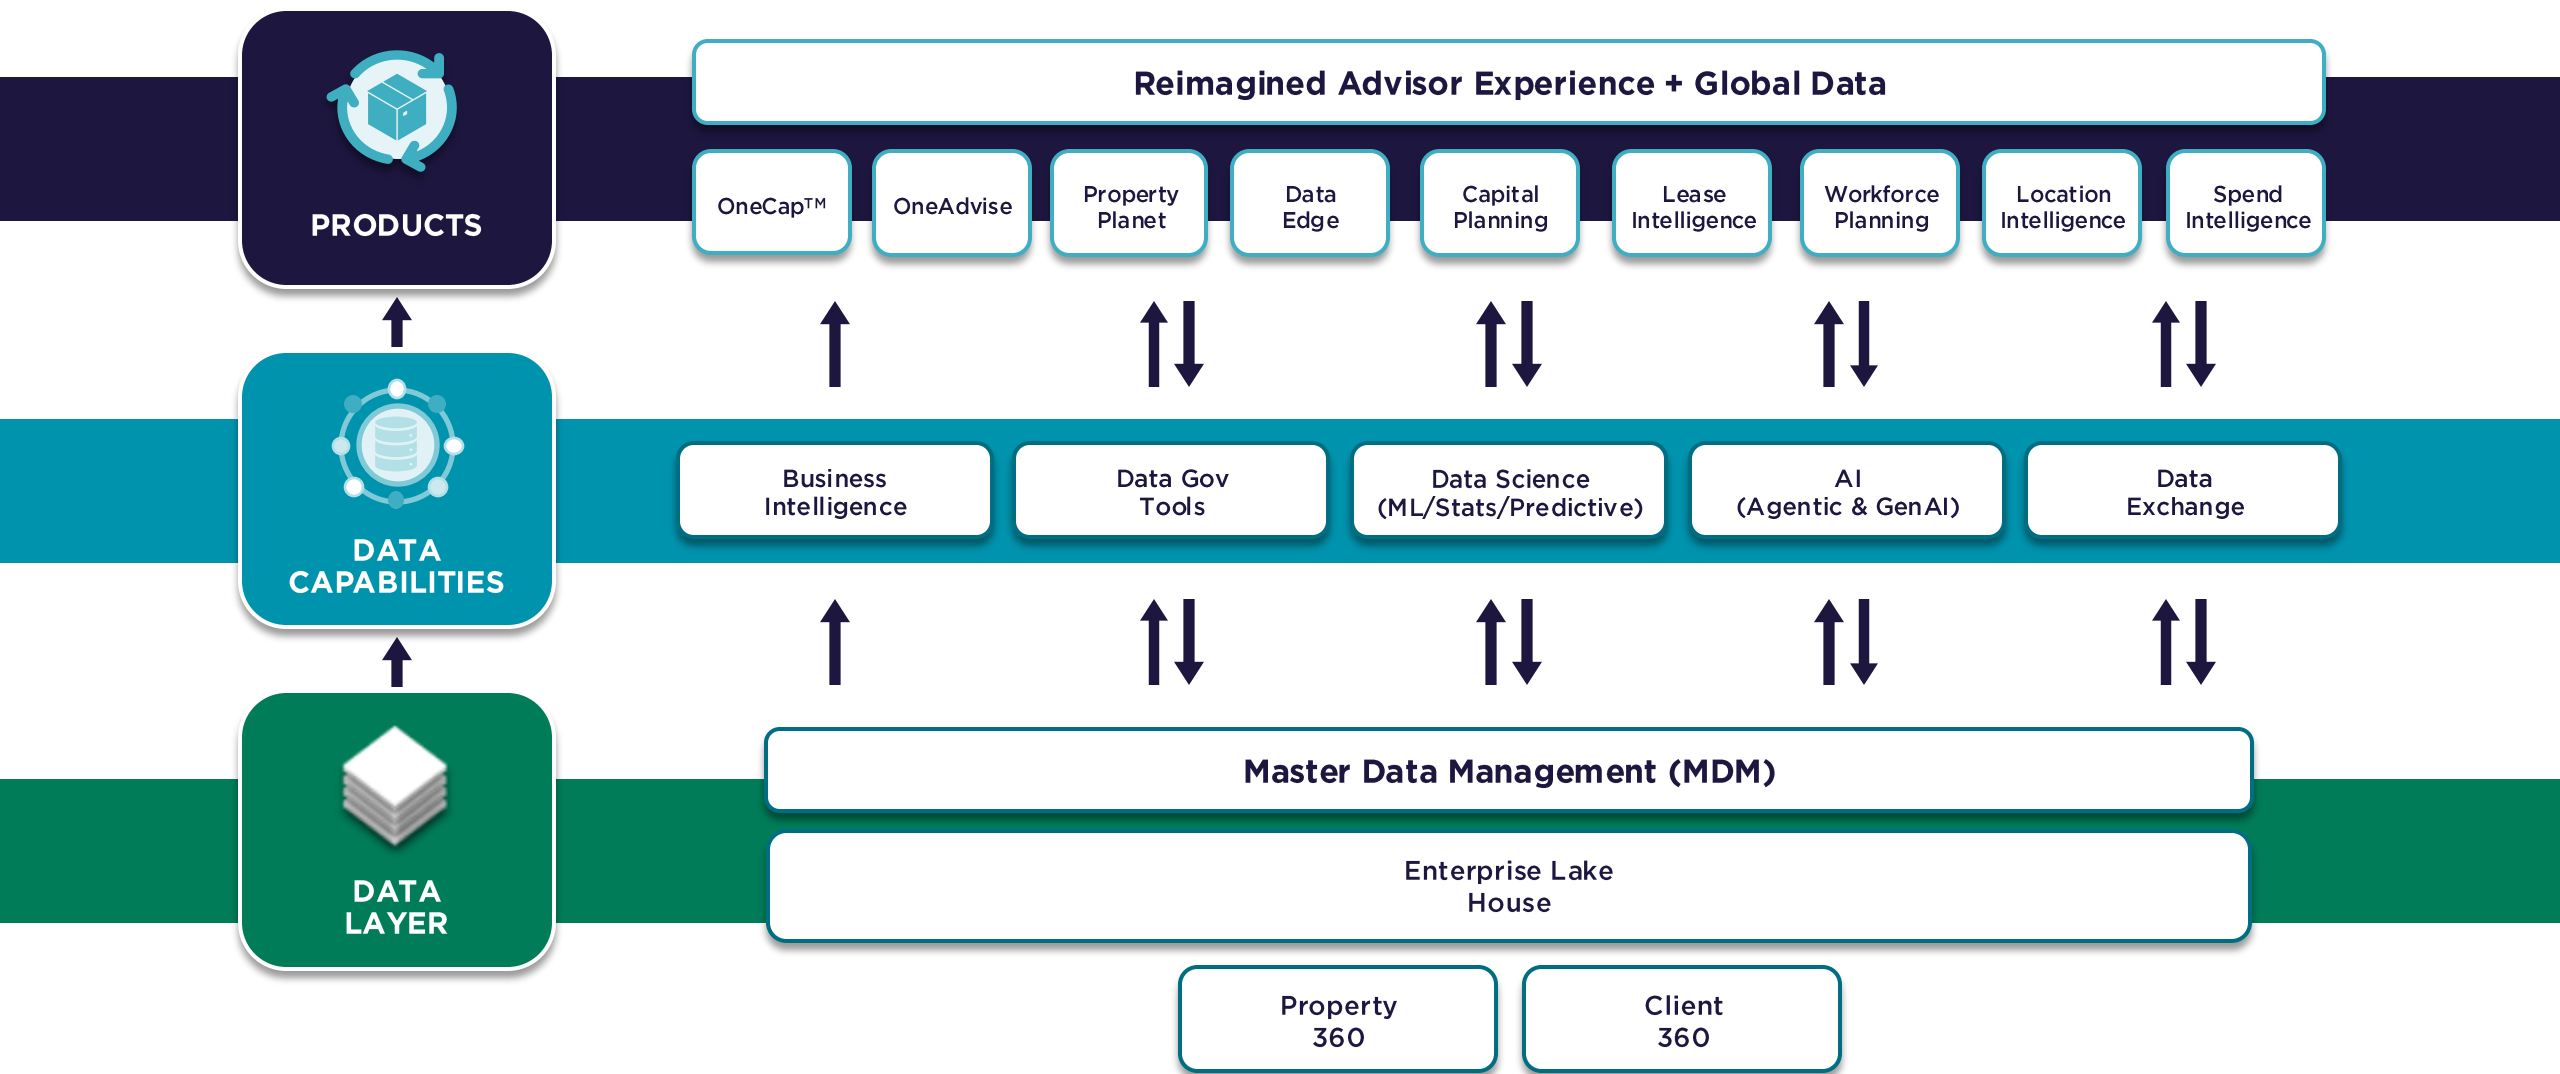 PRODUCTS
Reimagined Advisor Experience + Global Data
OneCap™
OneAdvise
Property
Planet
Data
Edge
Capital
Planning
Lease
Intelligence
Workforce
Planning
Location
Intelligence
Spend
Intelligence
DATA
CAPABILITIES
Business
Intelligence
Data Gov
Tools
Data Science
(ML/Stats/Predictive)
AI
(Agentic & GenAI)
Data
Exchange
DATA
LAYER
Master Data Management (MDM)
Enterprise Lake
House
Property
360
Client
360